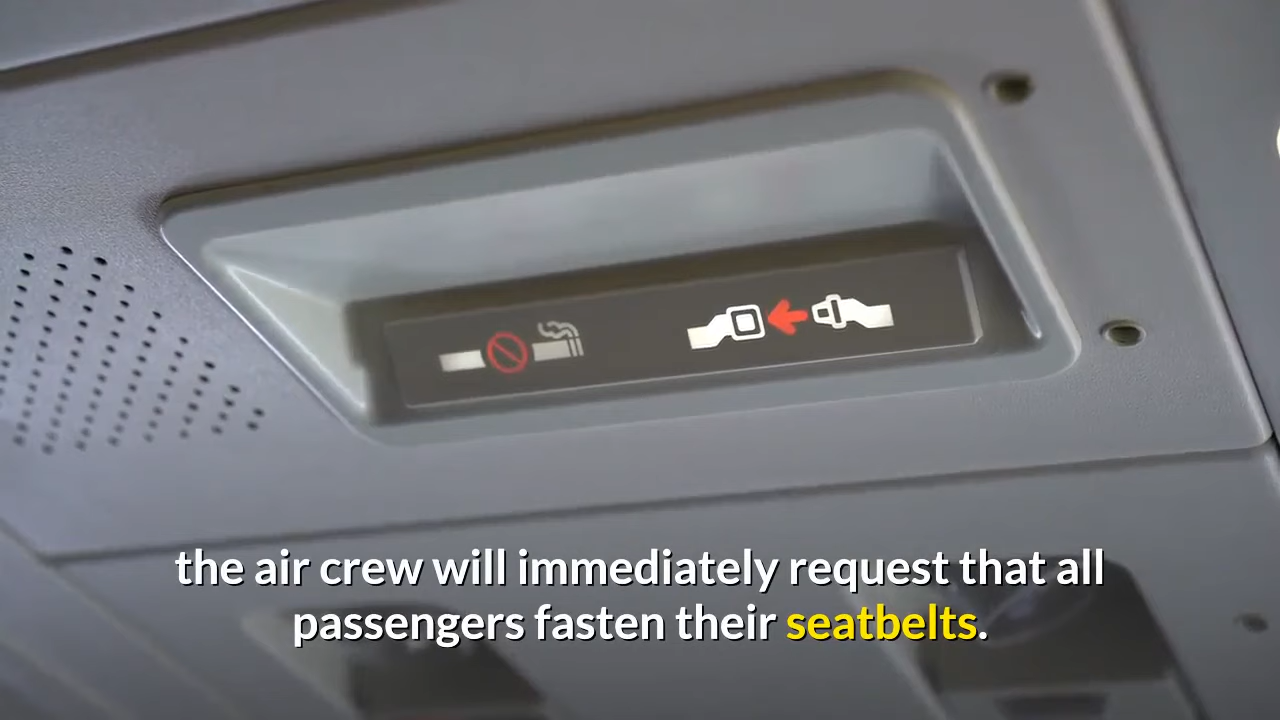 the air crew will immediately request that all
passengers fasten their seatbelts.